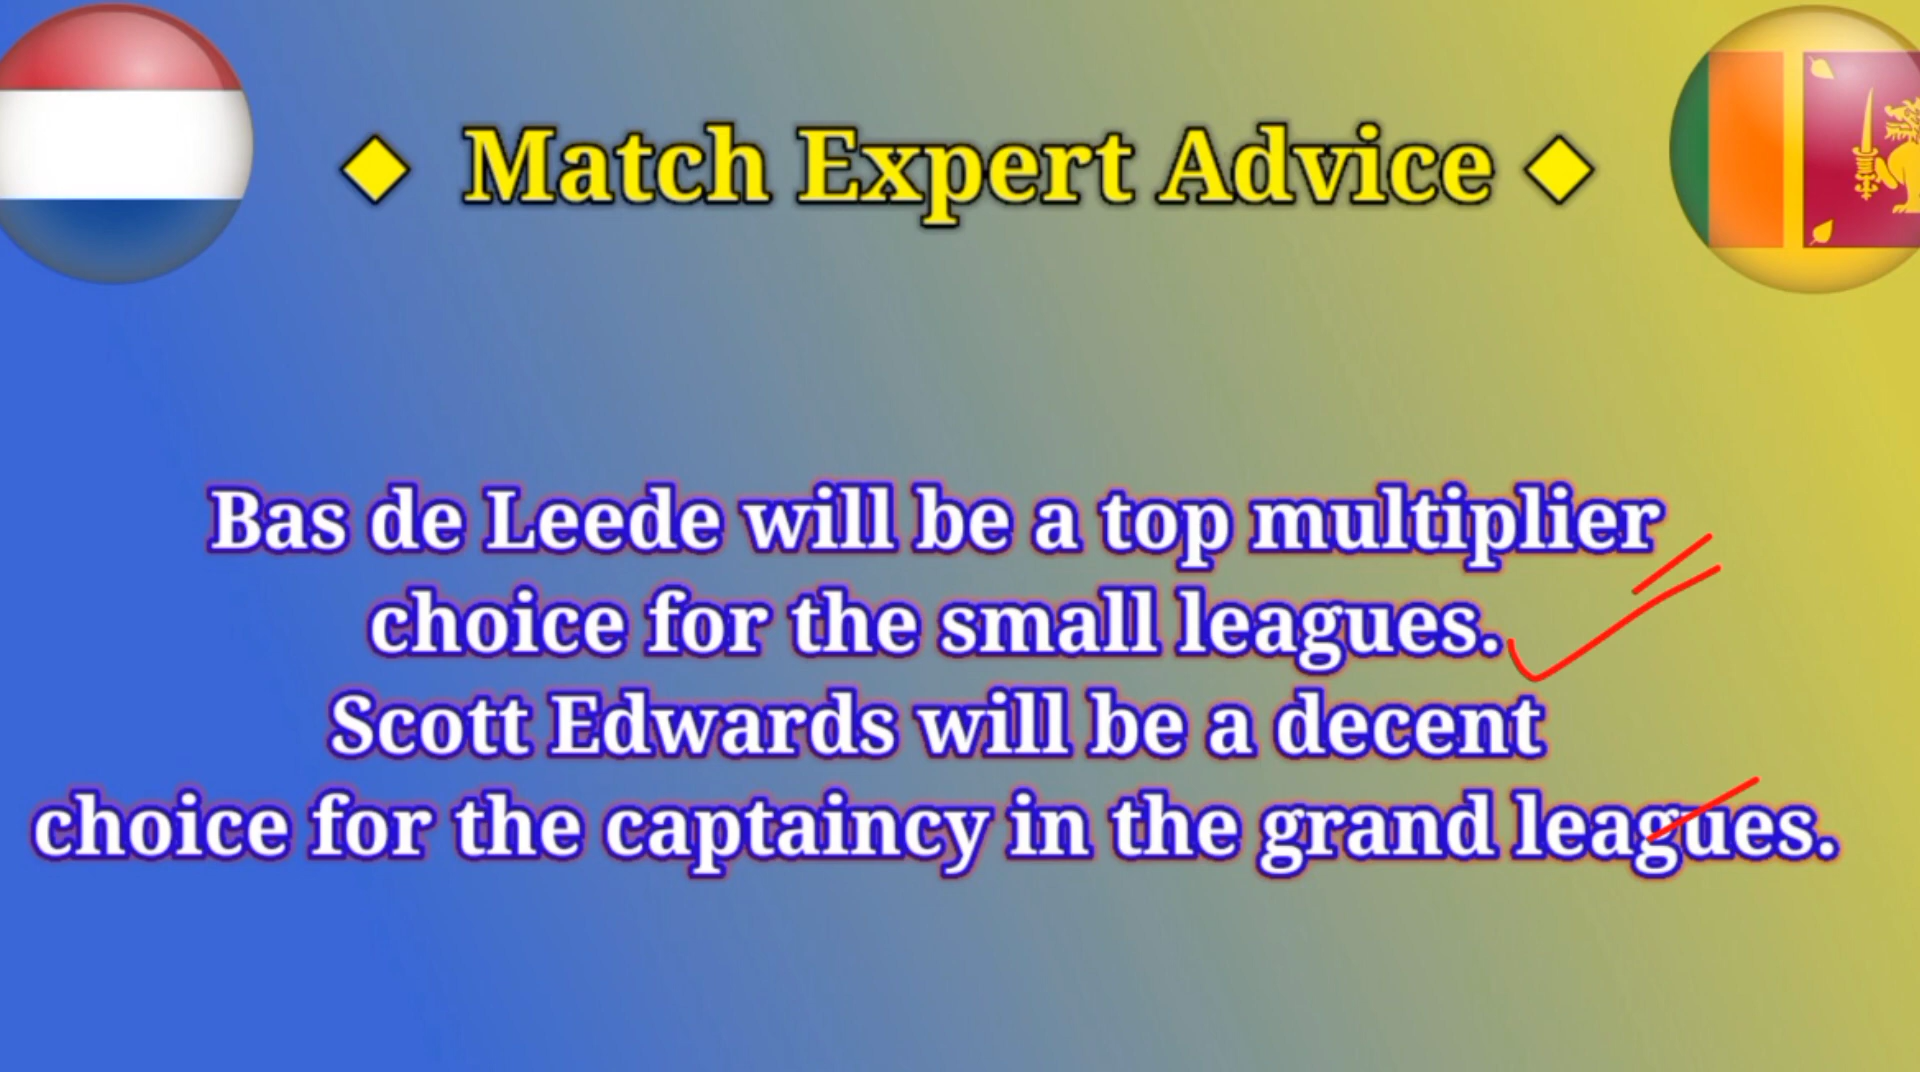 ◆ Match Expert Advice ◆
Bas de Leede will be a top multiplier
choice for the small leagues.
Scott Edwards will be a decent
choice for the captaincy in the grand leagues.